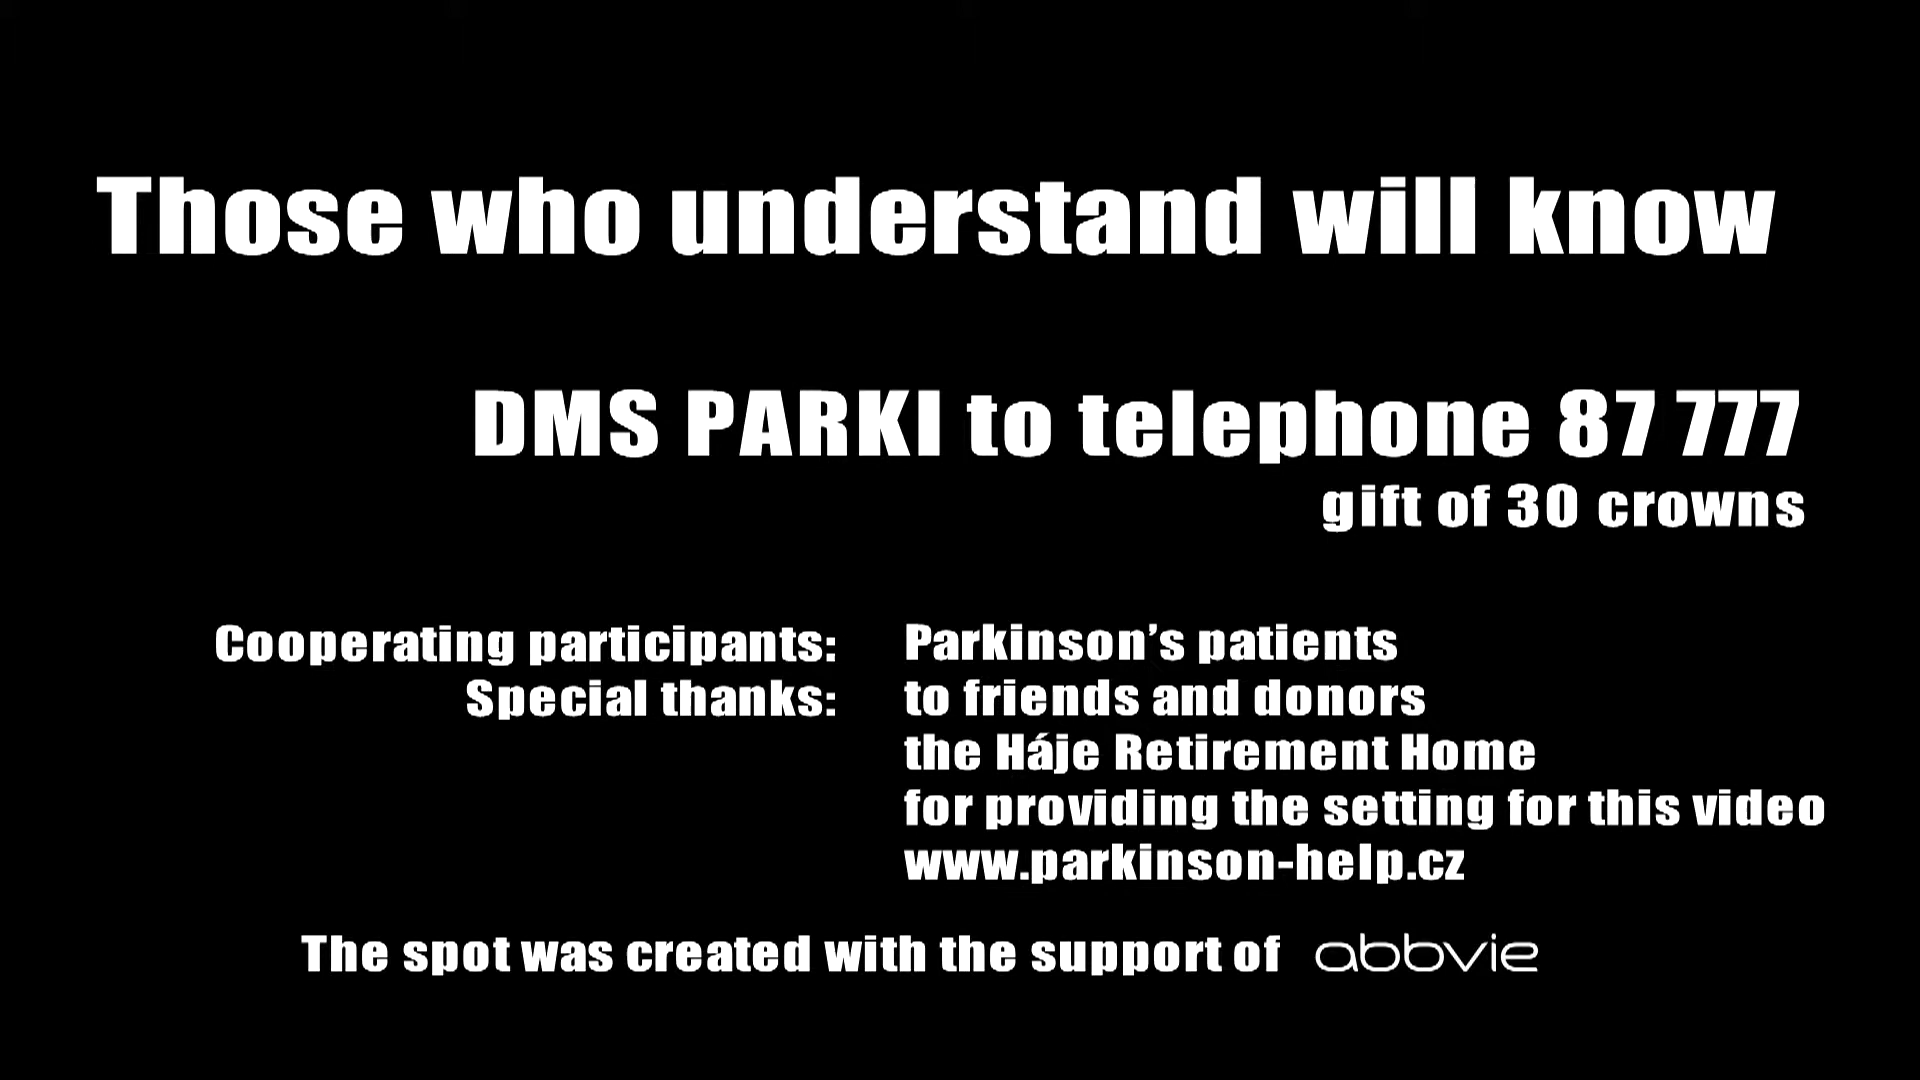 Those who understand will know
DMS PARKI to telephone 87 777
gift of 30 crowns
Cooperating participants: Parkinson’s patients
Special thanks: to friends and donors
the Háje Retirement Home
for providing the setting for this video
www.parkinson-help.cz
The spot was created with the support of abbvie